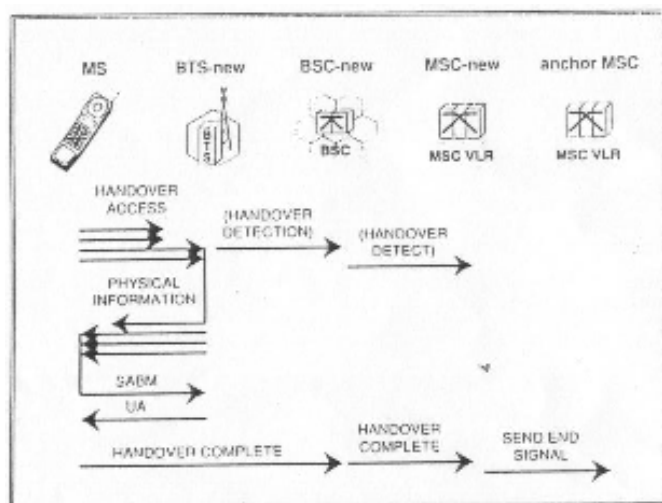 MS BTS-new BSC-new MSC-new anchor MSC
BTS
BSC
MSC VLR
MSC VLR
HANDOVER
ACCESS
(HANDOVER
DETECTION)
(HANDOVER
DETECT)
PHYSICAL
INFORMATION
SABM
UA
HANDOVER COMPLETE
HANDOVER
COMPLETE
SEND END
SIGNAL